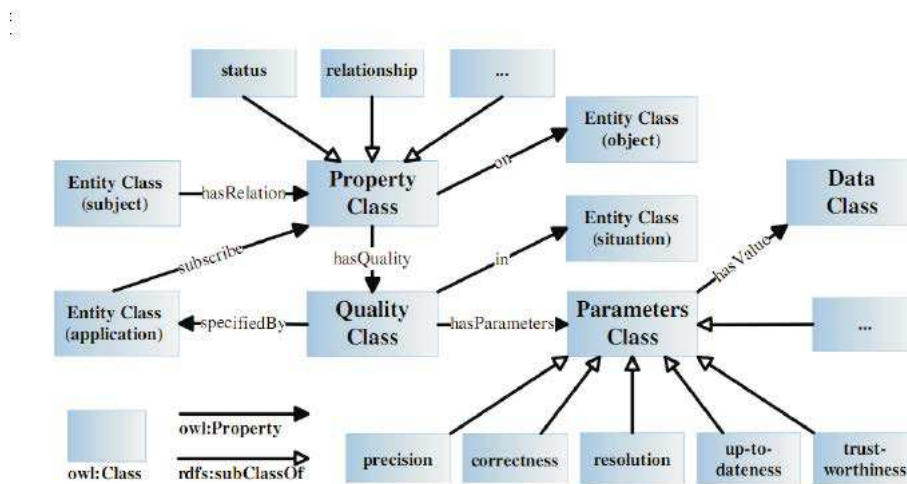 status
relationship
...
Entity Class
(object)
on
Entity Class
(subject)
hasRelation
Property
Class
Data
Class
subscribe
hasQuality
in
Entity Class
(situation)
hasValue
Entity Class
(application)
specifiedBy
Quality
Class
hasParameters
Parameters
Class
...
owl:Class
owl:Property
rdfs:subClassOf
precision
correctness
resolution
up-to-
dateness
trust-
worthiness